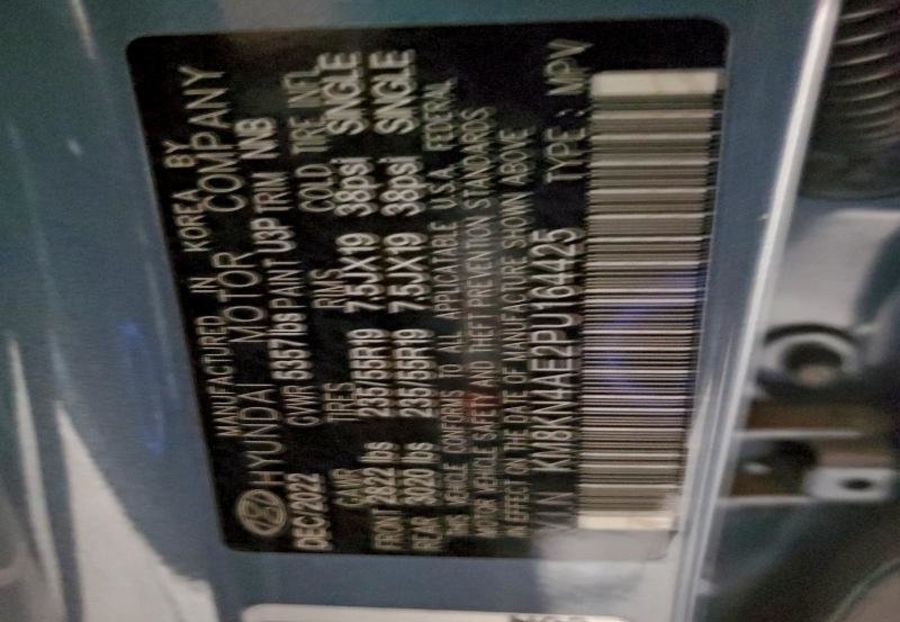 MANUFACTURED IN KOREA BY
HYUNDAI MOTOR COMPANY
DEC/2022 GVWR 5357lbs PAINT U3P TRIM NNB
GAWR TIRES RIMS COLD TIRE INFL
FRONT 2822 lbs 235/55R19 7.5JX19 38psi SINGLE
REAR 3020 lbs 235/55R19 7.5JX19 38psi SINGLE
THIS VEHICLE CONFORMS TO ALL APPLICABLE U.S.A. FEDERAL
MOTOR VEHICLE SAFETY AND THEFT PREVENTION STANDARDS
IN EFFECT ON THE DATE OF MANUFACTURE SHOWN ABOVE
VIN KM8KN4AE2PU164425 TYPE : MPV